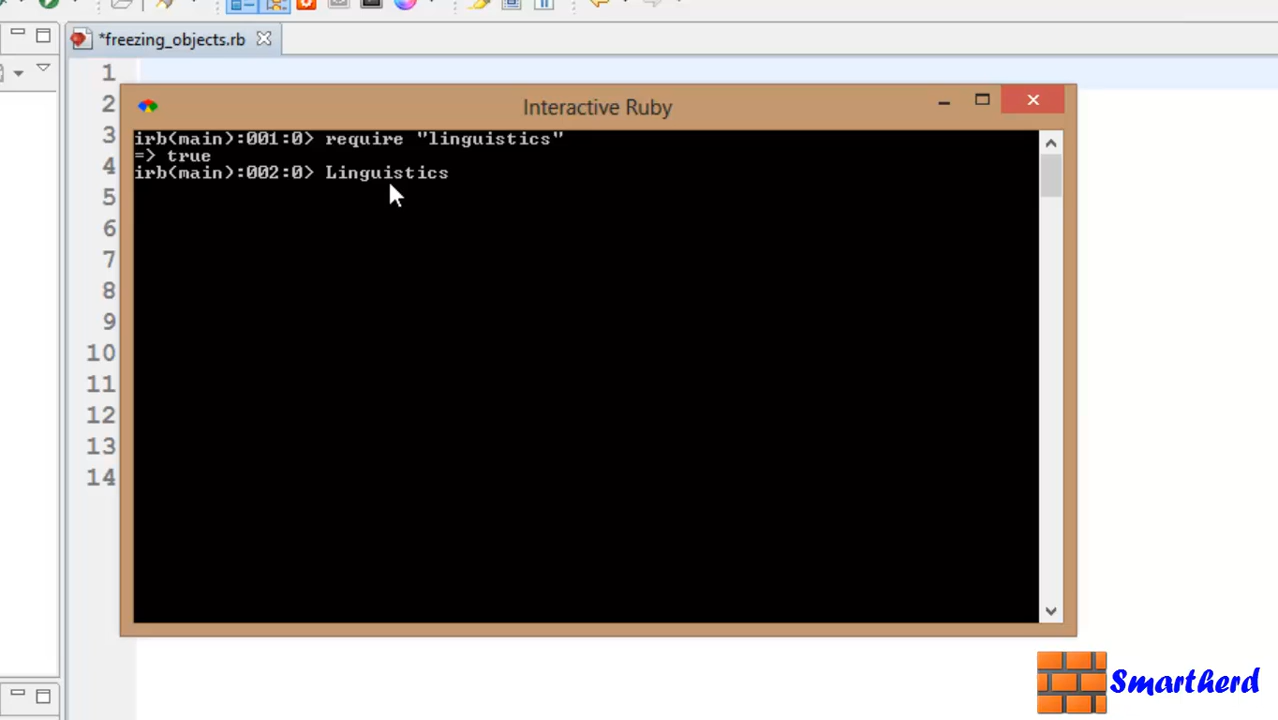 *freezing_objects.rb
1
2
3
4
5
6
7
8
9
10
11
12
13
14
Interactive Ruby
irb(main):001:0> require "linguistics"
=> true
irb(main):002:0> Linguistics
Smartherd